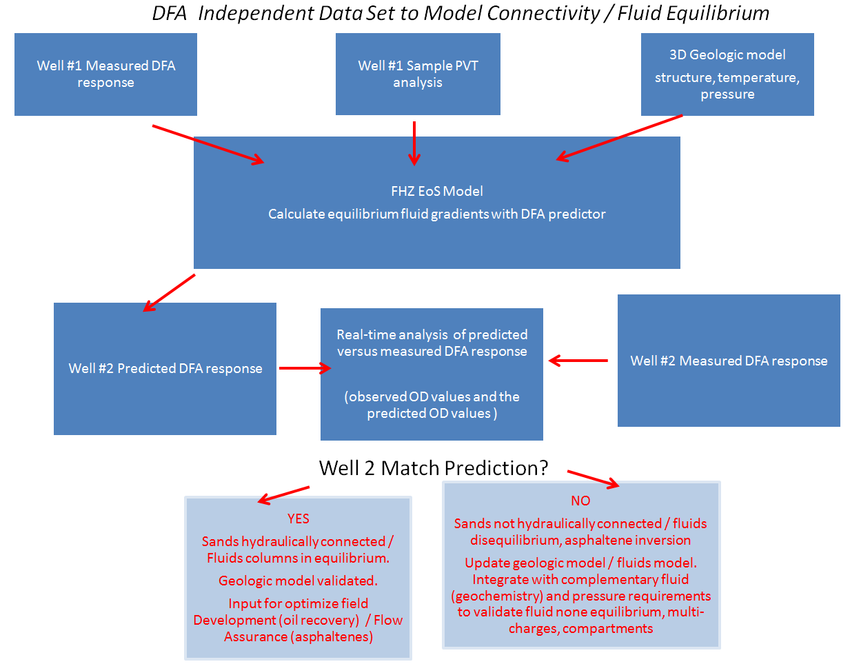 DFA Independent Data Set to Model Connectivity / Fluid Equilibrium
Well #1 Measured DFA
response
Well #1 Sample PVT
analysis
3D Geologic model
structure, temperature,
pressure
FHZ EoS Model
Calculate equilibrium fluid gradients with DFA predictor
Well #2 Predicted DFA response
Real-time analysis of predicted
versus measured DFA response
(observed OD values and the
predicted OD values )
Well #2 Measured DFA response
Well 2 Match Prediction?
YES
Sands hydraulically connected /
Fluids columns in equilibrium.
Geologic model validated.
Input for optimize field
Development (oil recovery) / Flow
Assurance (asphaltenes)
NO
Sands not hydraulically connected / fluids
disequilibrium, asphaltene inversion
Update geologic model / fluids model.
Integrate with complementary fluid
(geochemistry) and pressure requirements
to validate fluid none equilibrium, multi-
charges, compartments